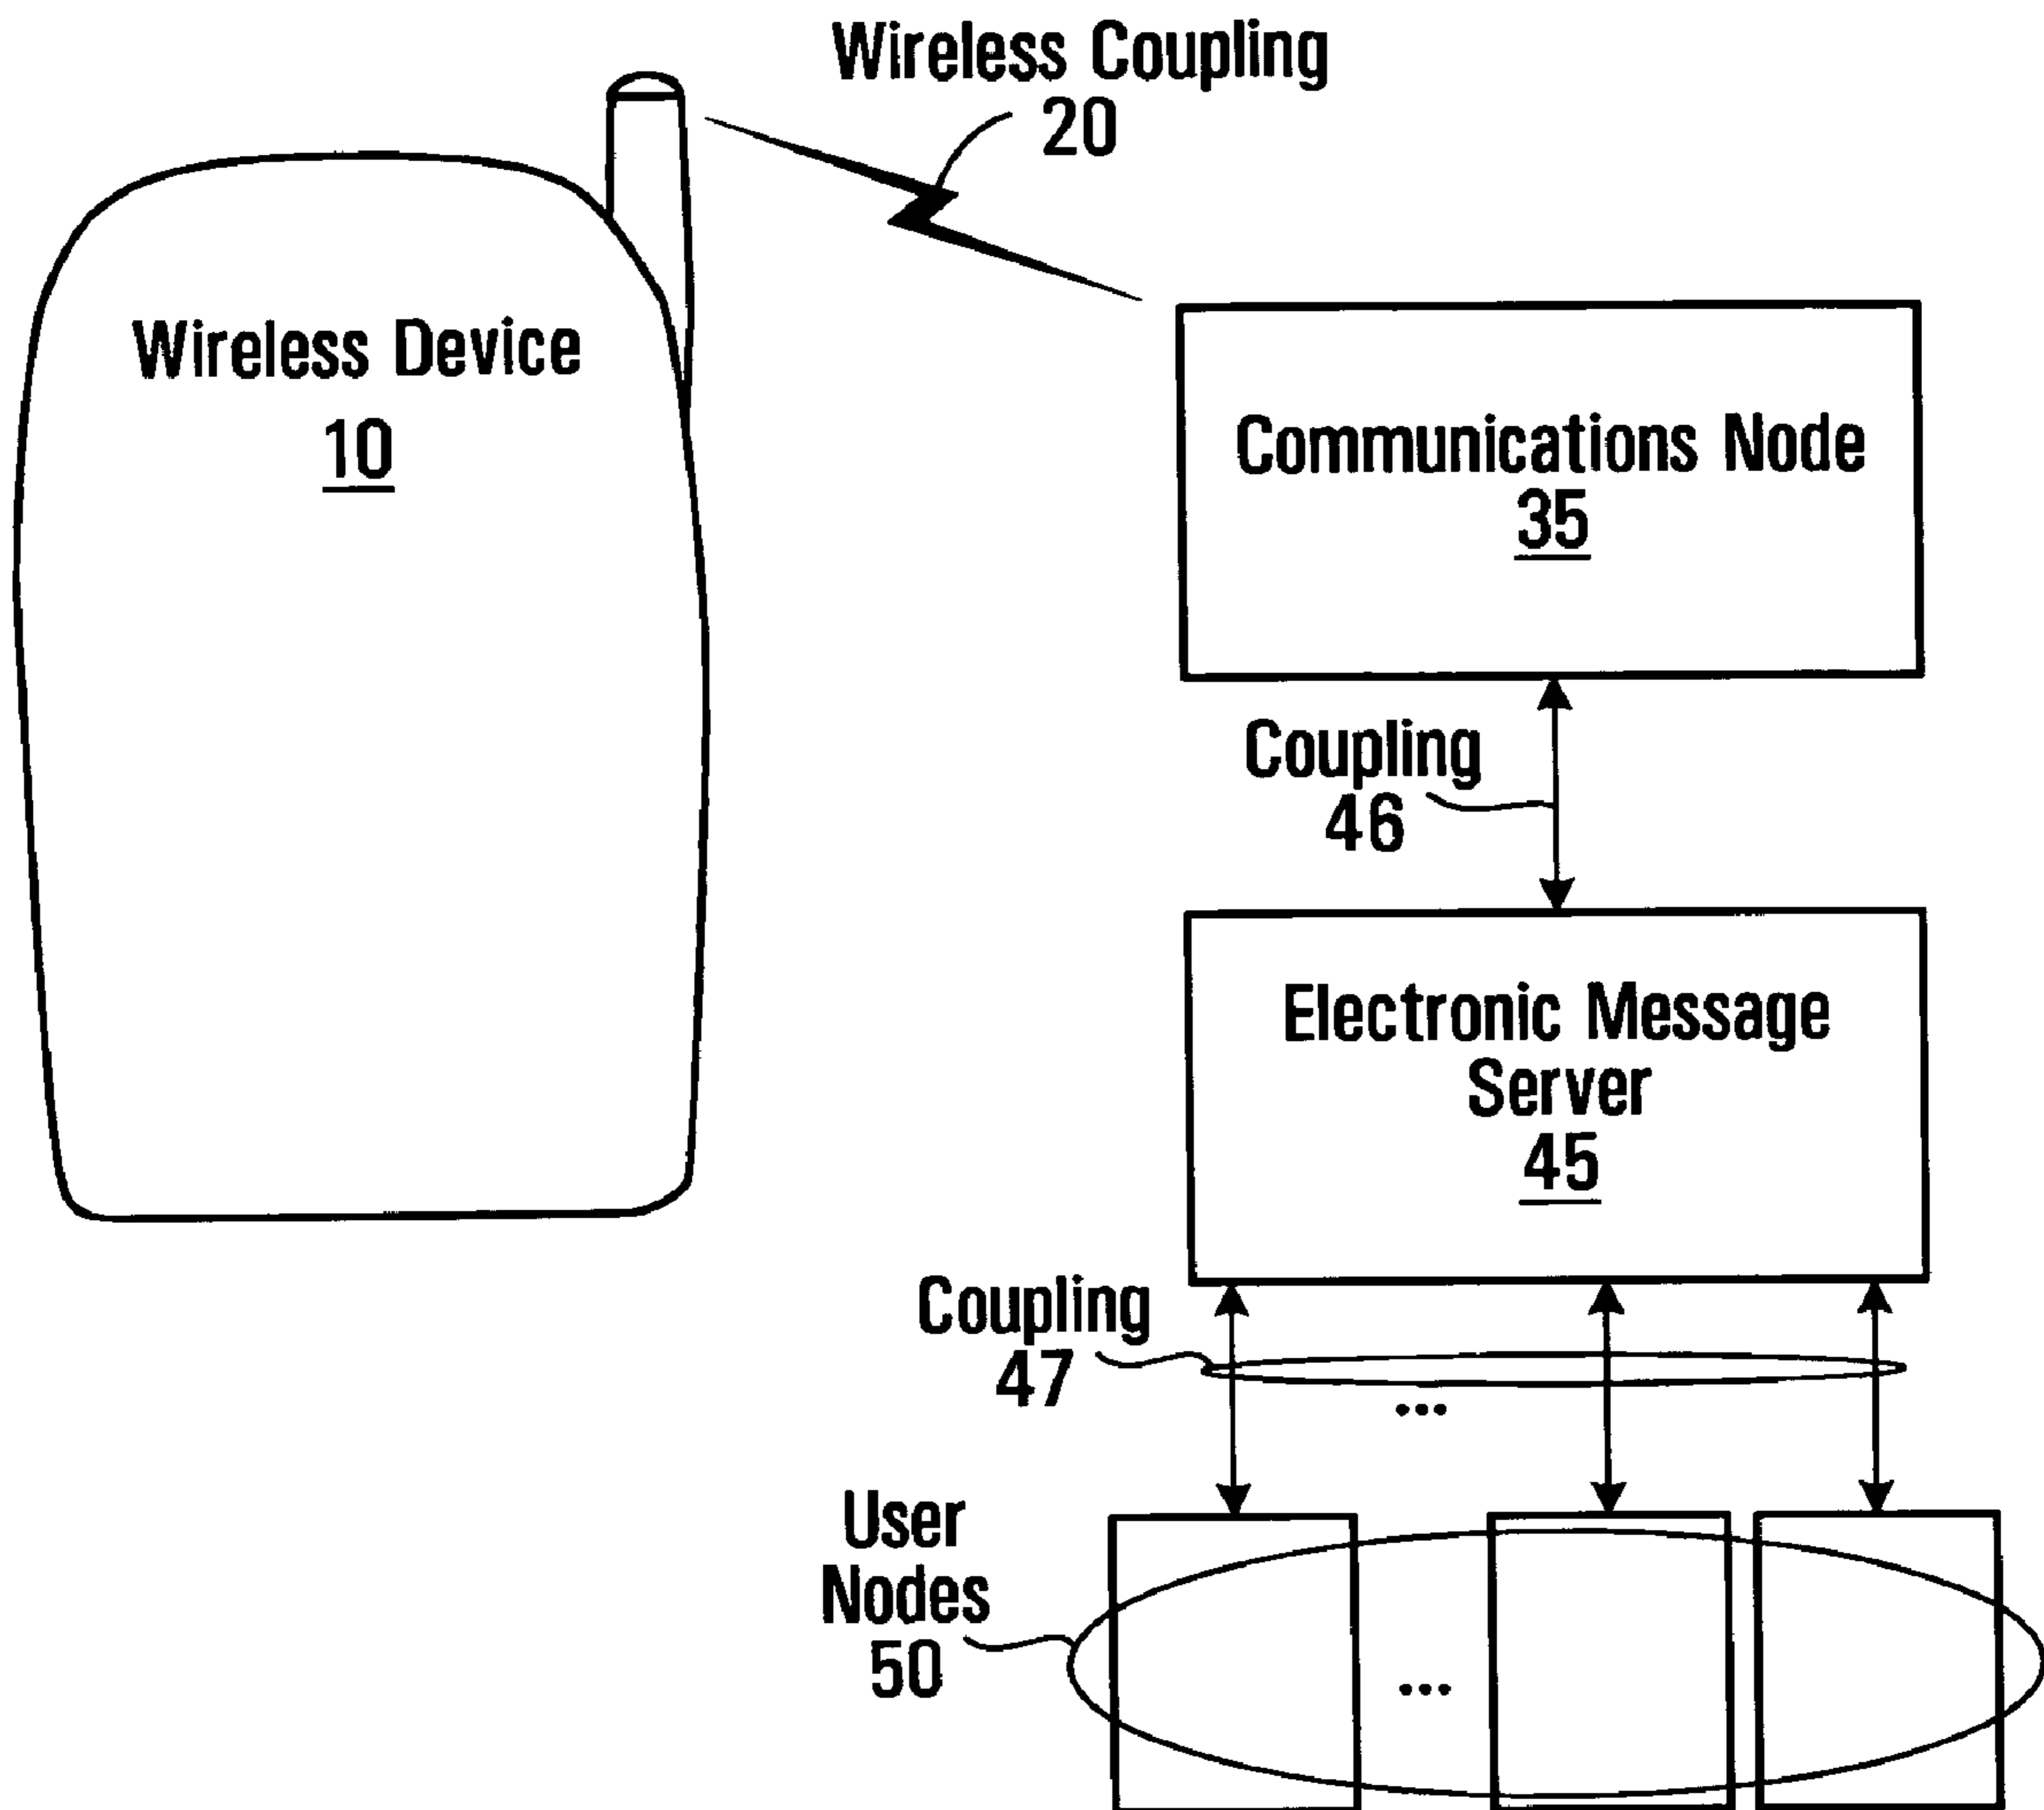 Wireless Coupling
20
Wireless Device
10
Communications Node
35
Coupling
46
Electronic Message
Server
45
Coupling
47
...
User
Nodes
50
...